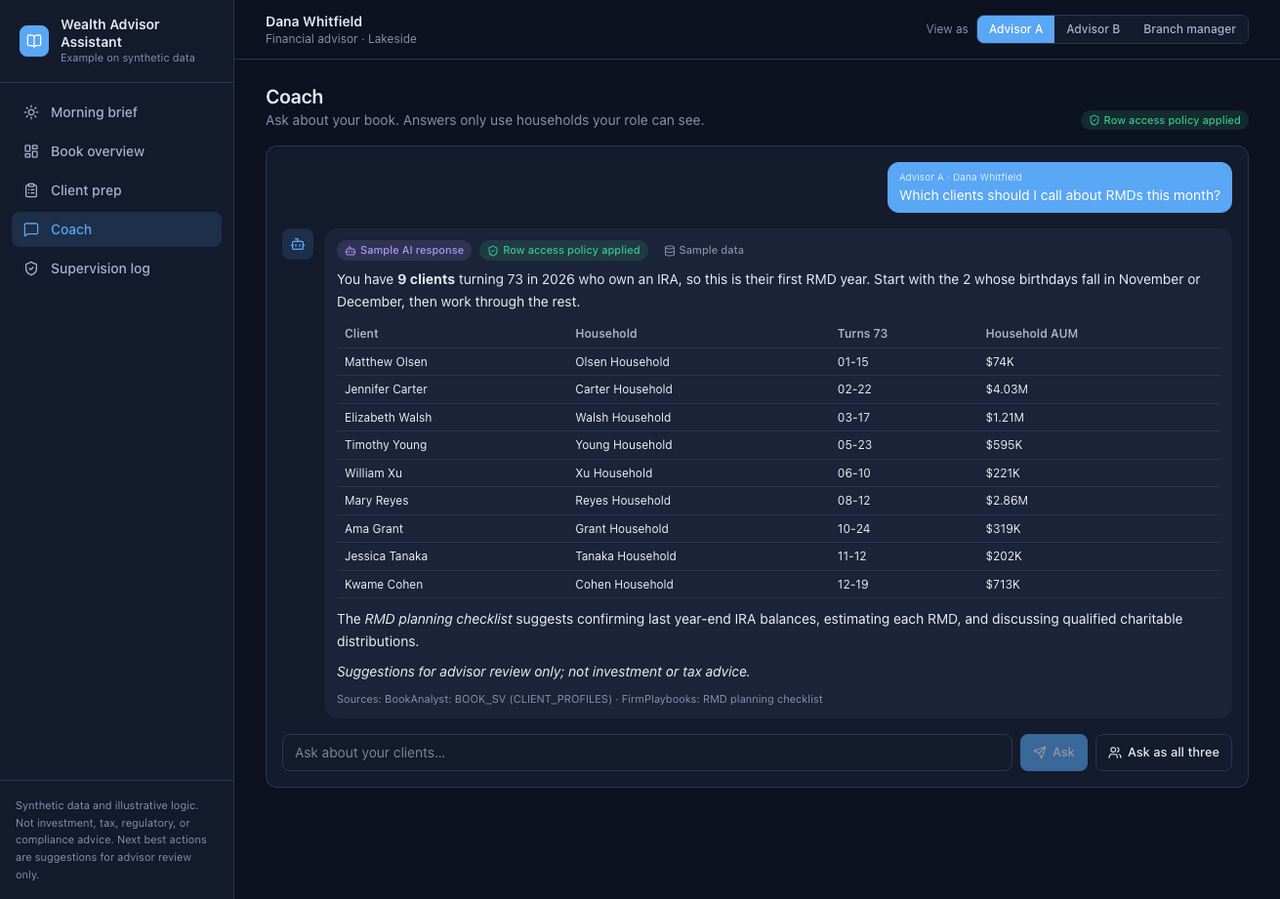 Wealth Advisor
Assistant
Example on synthetic data
Morning brief
Book overview
Client prep
Coach
Supervision log
Synthetic data and illustrative logic.
Not investment, tax, regulatory, or
compliance advice. Next best actions
are suggestions for advisor review
only.
Dana Whitfield
Financial advisor · Lakeside
View as Advisor A Advisor B Branch manager
Coach
Ask about your book. Answers only use households your role can see.
Row access policy applied
Advisor A · Dana Whitfield
Which clients should I call about RMDs this month?
Sample AI response Row access policy applied Sample data
You have 9 clients turning 73 in 2026 who own an IRA, so this is their first RMD year. Start with the 2 whose birthdays fall in November or
December, then work through the rest.
Client Household Turns 73 Household AUM
Matthew Olsen Olsen Household 01-15 $74K
Jennifer Carter Carter Household 02-22 $4.03M
Elizabeth Walsh Walsh Household 03-17 $1.21M
Timothy Young Young Household 05-23 $595K
William Xu Xu Household 06-10 $221K
Mary Reyes Reyes Household 08-12 $2.86M
Ama Grant Grant Household 10-24 $319K
Jessica Tanaka Tanaka Household 11-12 $202K
Kwame Cohen Cohen Household 12-19 $713K
The RMD planning checklist suggests confirming last year-end IRA balances, estimating each RMD, and discussing qualified charitable
distributions.
Suggestions for advisor review only; not investment or tax advice.
Sources: BookAnalyst: BOOK_SV (CLIENT_PROFILES) · FirmPlaybooks: RMD planning checklist
Ask about your clients... Ask Ask as all three